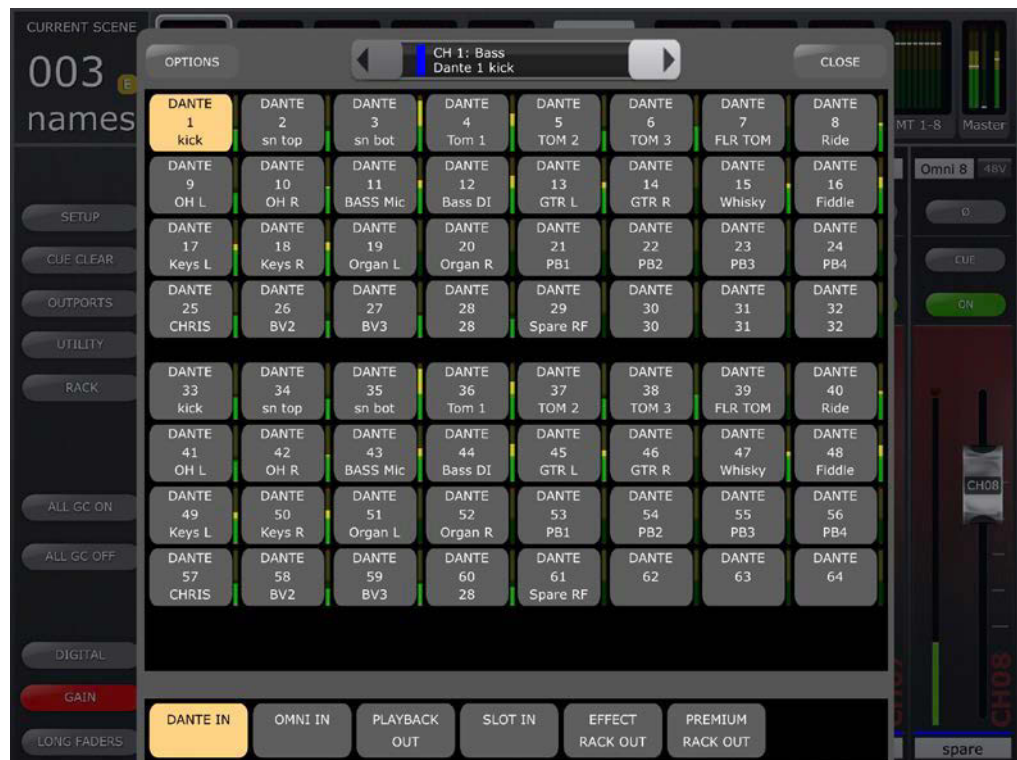 CURRENT SCENE
003 E
names
OPTIONS
CH 1: Bass
Dante 1 kick
CLOSE
MT 1-8 Master
DANTE DANTE DANTE DANTE DANTE DANTE DANTE DANTE
1 2 3 4 5 6 7 8
kick sn top sn bot Tom 1 TOM 2 TOM 3 FLR TOM Ride
DANTE DANTE DANTE DANTE DANTE DANTE DANTE DANTE
9 10 11 12 13 14 15 16
OH L OH R BASS Mic Bass DI GTR L GTR R Whisky Fiddle
DANTE DANTE DANTE DANTE DANTE DANTE DANTE DANTE
17 18 19 20 21 22 23 24
Keys L Keys R Organ L Organ R PB1 PB2 PB3 PB4
DANTE DANTE DANTE DANTE DANTE DANTE DANTE DANTE
25 26 27 28 29 30 31 32
CHRIS BV2 BV3 28 Spare RF 30 31 32
DANTE DANTE DANTE DANTE DANTE DANTE DANTE DANTE
33 34 35 36 37 38 39 40
kick sn top sn bot Tom 1 TOM 2 TOM 3 FLR TOM Ride
DANTE DANTE DANTE DANTE DANTE DANTE DANTE DANTE
41 42 43 44 45 46 47 48
OH L OH R BASS Mic Bass DI GTR L GTR R Whisky Fiddle
DANTE DANTE DANTE DANTE DANTE DANTE DANTE DANTE
49 50 51 52 53 54 55 56
Keys L Keys R Organ L Organ R PB1 PB2 PB3 PB4
DANTE DANTE DANTE DANTE DANTE DANTE DANTE DANTE
57 58 59 60 61 62 63 64
CHRIS BV2 BV3 28 Spare RF
DANTE IN OMNI IN PLAYBACK OUT SLOT IN EFFECT RACK OUT PREMIUM RACK OUT
SETUP
CUE CLEAR
OUTPORTS
UTILITY
RACK
ALL GC ON
ALL GC OFF
DIGITAL
GAIN
LONG FADERS
Omni 8 48V
Ø
CUE
ON
CH08
CH08
spare